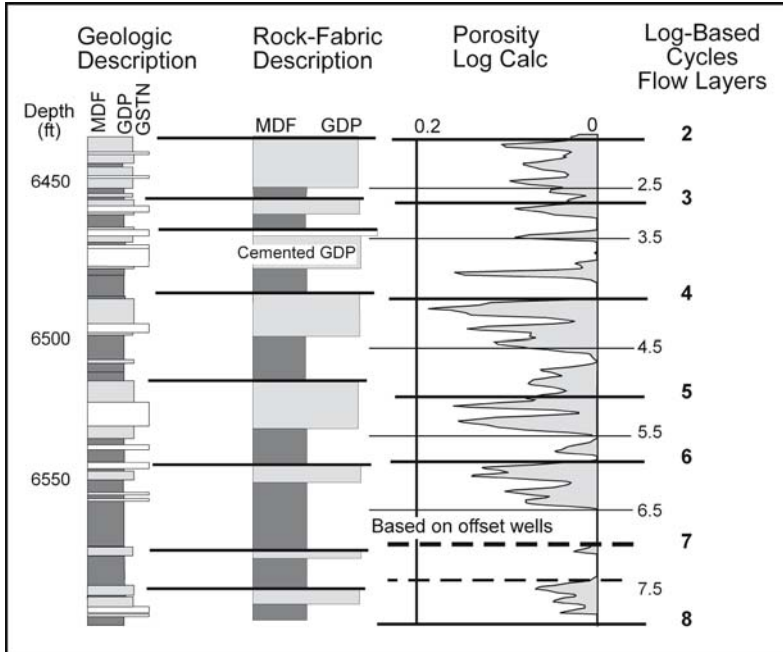 Geologic
Description
Rock-Fabric
Description
Porosity
Log Calc
Log-Based
Cycles
Flow Layers
Depth
(ft)
MDF
GDP
GSTN
MDF GDP
0.2 0
2
6450
2.5
3
3.5
Cemented GDP
4
6500
4.5
5
5.5
6
6550
6.5
Based on offset wells
7
7.5
8